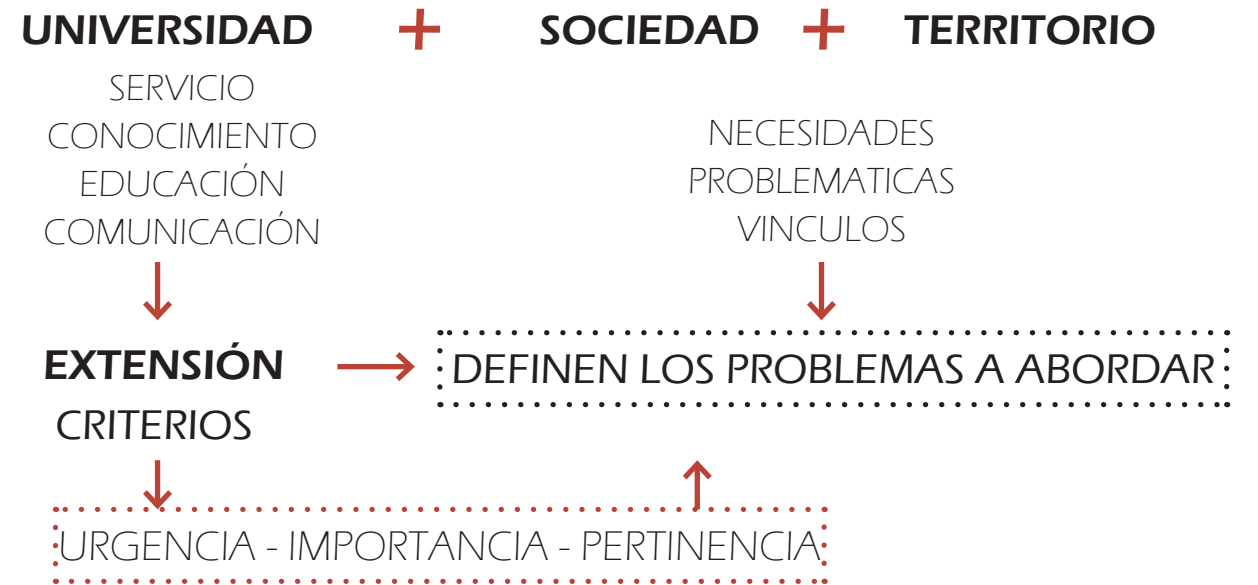 UNIVERSIDAD + SOCIEDAD + TERRITORIO
SERVICIO
CONOCIMIENTO
EDUCACIÓN
COMUNICACIÓN
NECESIDADES
PROBLEMATICAS
VINCULOS
EXTENSIÓN
CRITERIOS
DEFINEN LOS PROBLEMAS A ABORDAR
URGENCIA - IMPORTANCIA - PERTINENCIA